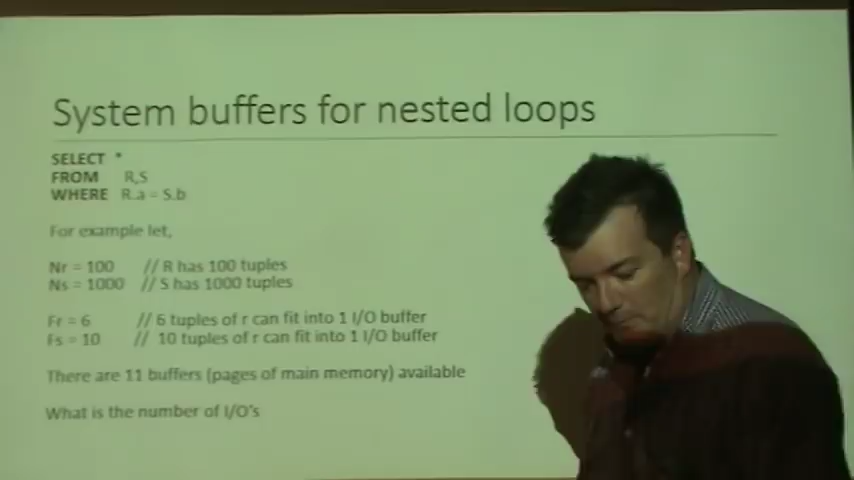 System buffers for nested loops
SELECT *
FROM R,S
WHERE R.a = S.b
For example let,
Nr = 100 // R has 100 tuples
Ns = 1000 // S has 1000 tuples
Fr = 6 // 6 tuples of r can fit into 1 I/O buffer
Fs = 10 // 10 tuples of r can fit into 1 I/O buffer
There are 11 buffers (pages of main memory) available
What is the number of I/O's